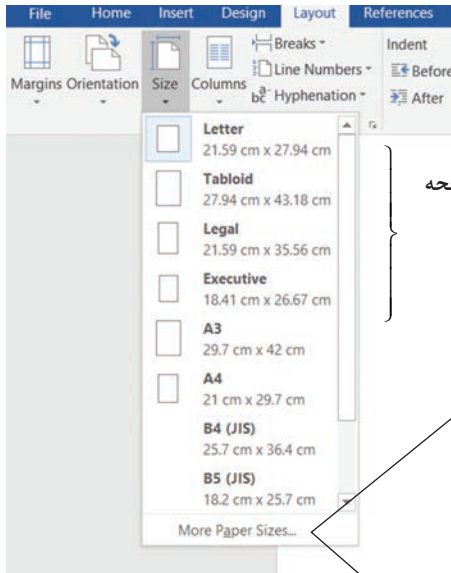 File Home Insert Design Layout References
Breaks Indent
Line Numbers Before
Margins Orientation Size Columns Hyphenation After
Letter
21.59 cm x 27.94 cm
Tabloid
27.94 cm x 43.18 cm
Legal
21.59 cm x 35.56 cm
Executive
18.41 cm x 26.67 cm
A3
29.7 cm x 42 cm
A4
21 cm x 29.7 cm
B4 (JIS)
25.7 cm x 36.4 cm
B5 (JIS)
18.2 cm x 25.7 cm
More Paper Sizes...